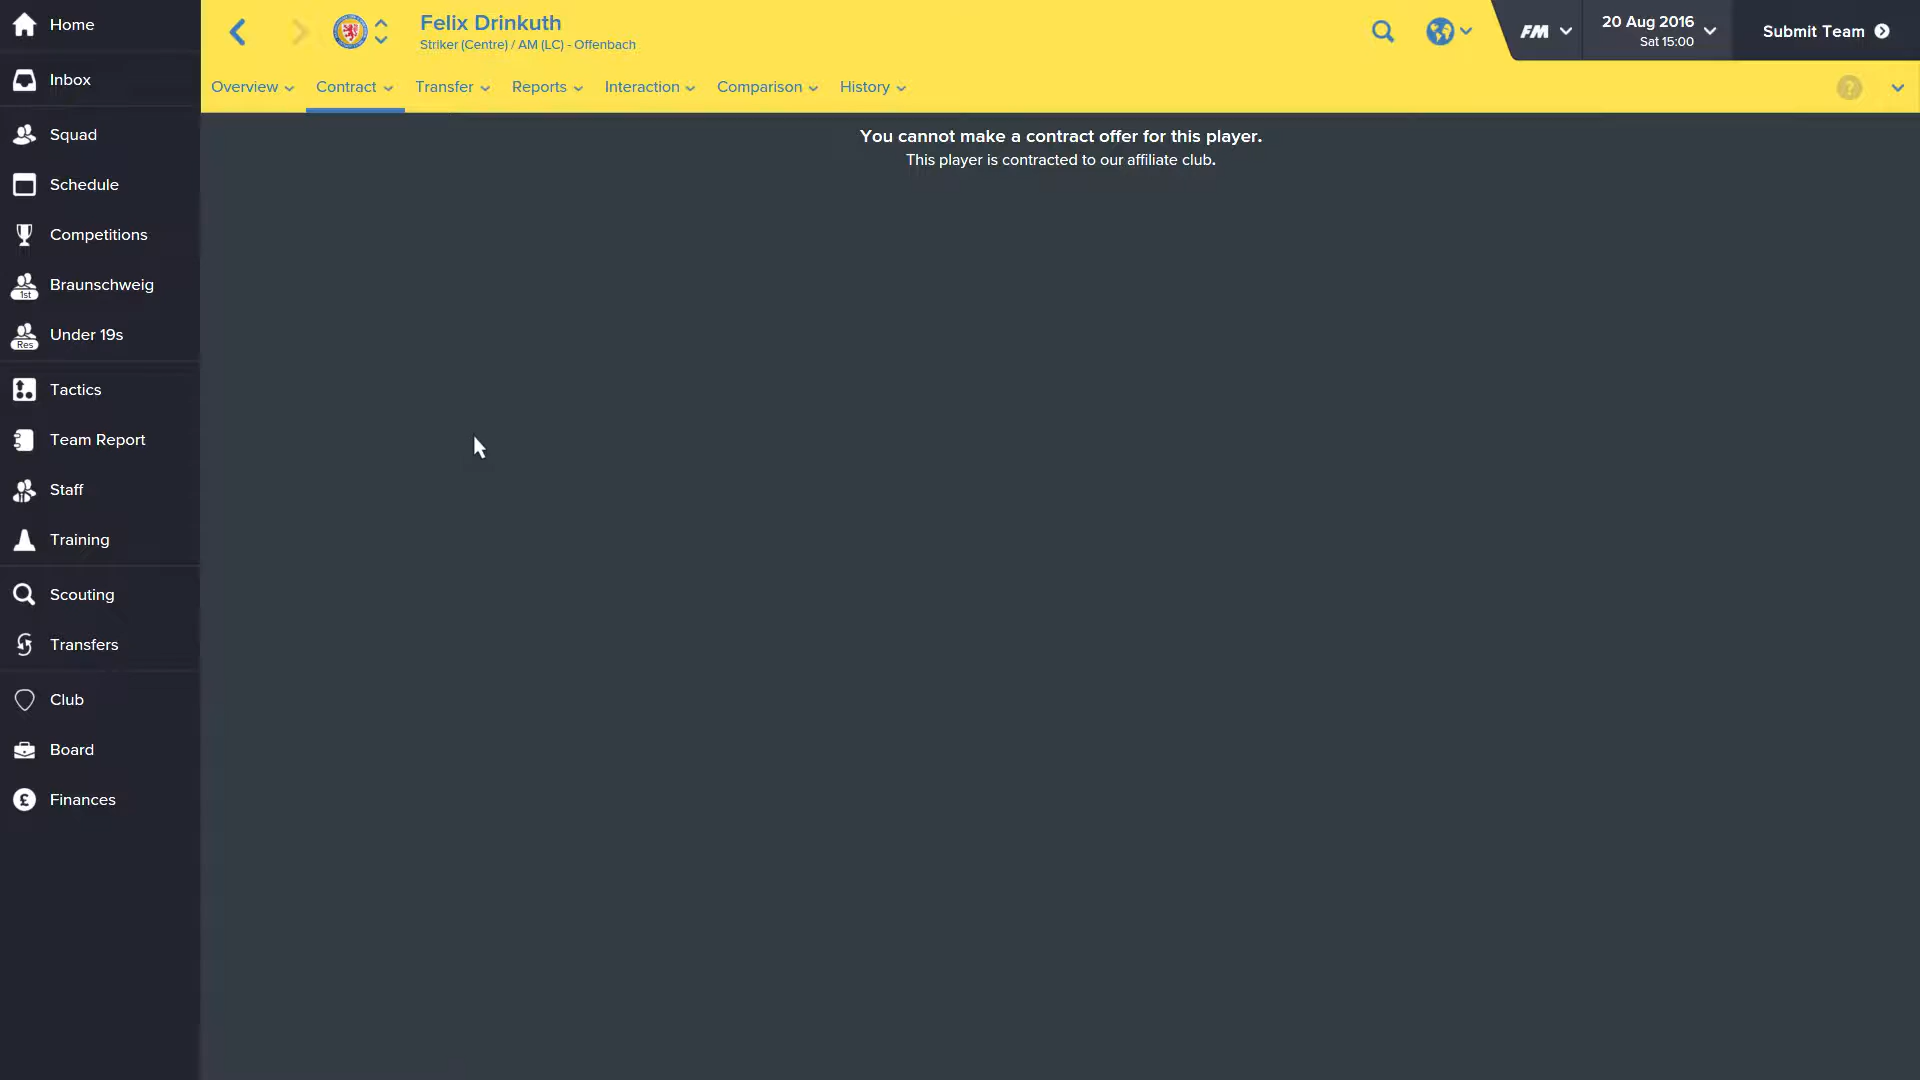 Home
Inbox
Squad
Schedule
Competitions
1st
Braunschweig
Res
Under 19s
Tactics
Team Report
Staff
Training
Scouting
Transfers
Club
Board
£
Finances
Felix Drinkuth
Striker (Centre) / AM (LC) - Offenbach
FM
20 Aug 2016
Sat 15:00
Submit Team
Overview
Contract
Transfer
Reports
Interaction
Comparison
History
?
You cannot make a contract offer for this player.
This player is contracted to our affiliate club.